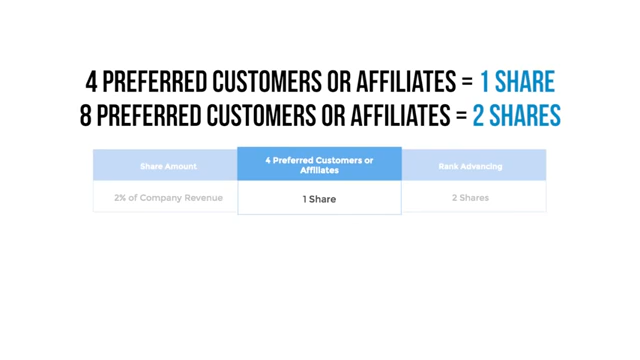 4 PREFERRED CUSTOMERS OR AFFILIATES = 1 SHARE
8 PREFERRED CUSTOMERS OR AFFILIATES = 2 SHARES
Share Amount
4 Preferred Customers or
Affiliates
Rank Advancing
2% of Company Revenue
1 Share
2 Shares